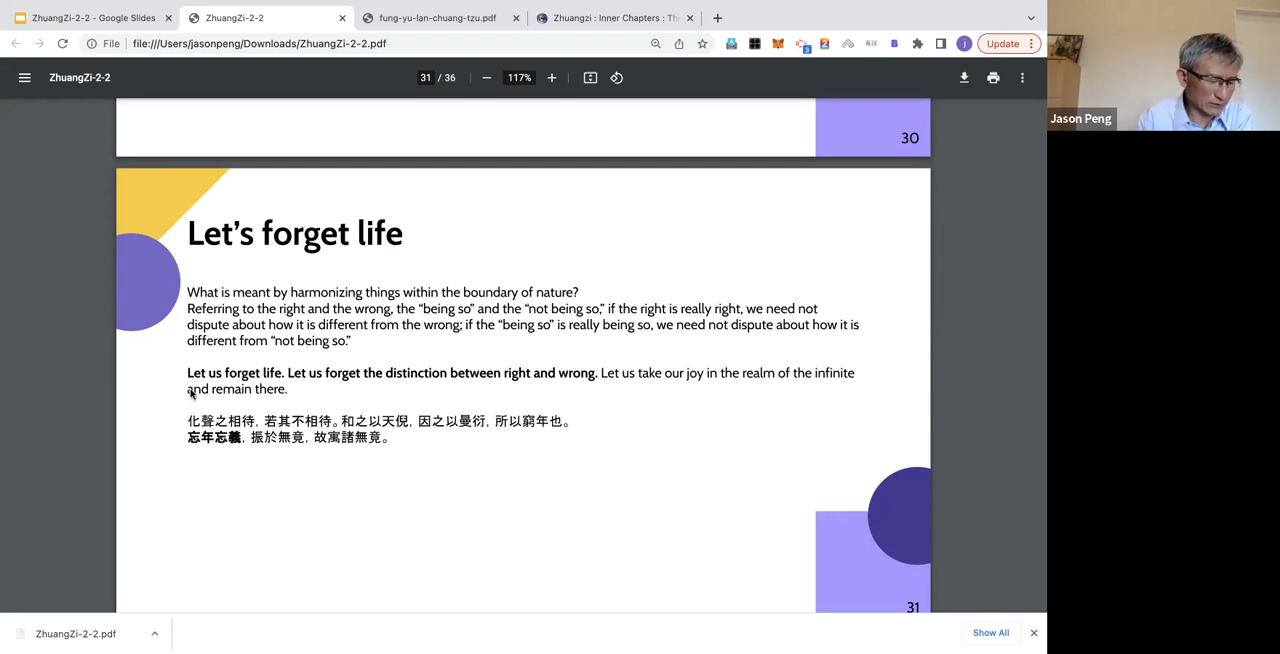 ZhuangZi-2-2 - Google Slides
ZhuangZi-2-2
fung-yu-lan-chuang-tzu.pdf
Zhuangzi : Inner Chapters : Th
File
file:///Users/jasonpeng/Downloads/ZhuangZi-2-2.pdf
Update
ZhuangZi-2-2
31 / 36
117%
Jason Peng
30
Let's forget life
What is meant by harmonizing things within the boundary of nature?
Referring to the right and the wrong, the “being so” and the “not being so,” if the right is really right, we need not
dispute about how it is different from the wrong; if the “being so” is really being so, we need not dispute about how it is
different from “not being so.”
Let us forget life. Let us forget the distinction between right and wrong. Let us take our joy in the realm of the infinite
and remain there.
化聲之相待，若其不相待。和之以天倪，因之以曼衍，所以窮年也。
忘年忘義，振於無竟，故寓諸無竟。
31
ZhuangZi-2-2.pdf
Show All